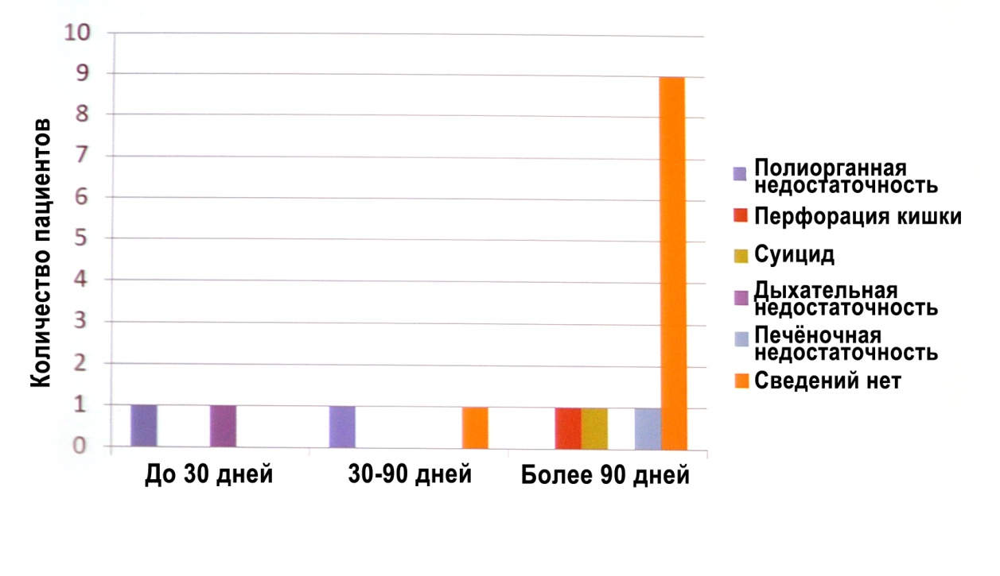 10
9
8
7
6
5
4
3
2
1
0
Количество пациентов
До 30 дней
30-90 дней
Более 90 дней
Полиорганная
недостаточность
Перфорация кишки
Суицид
Дыхательная
недостаточность
Печёночная
недостаточность
Сведений нет